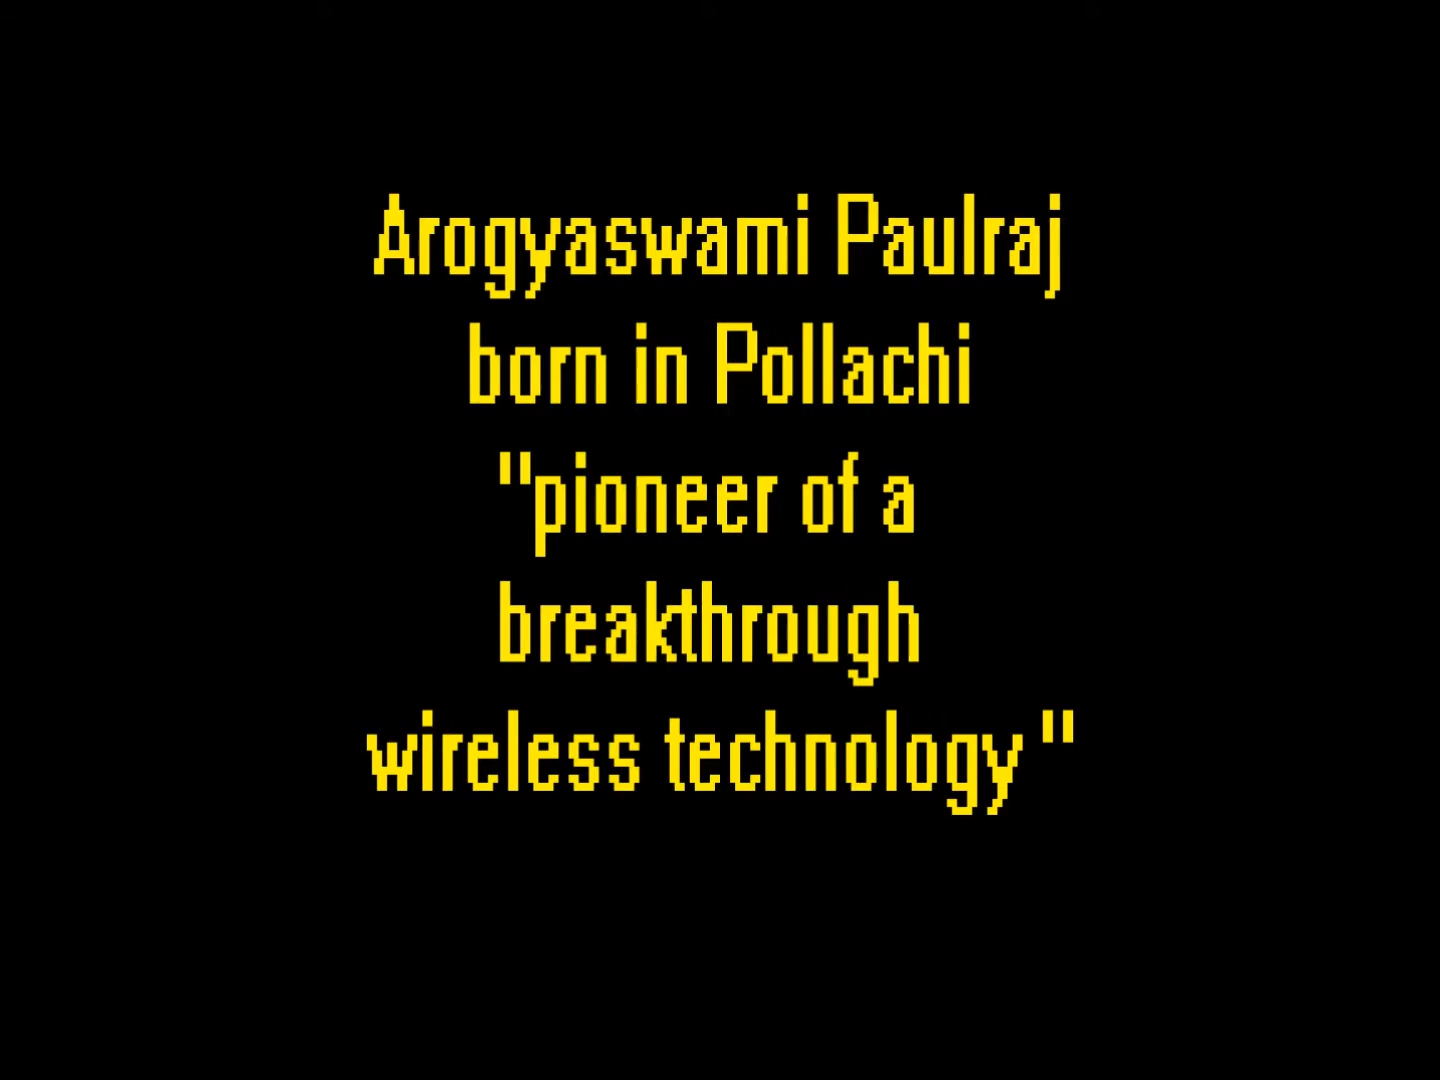 Arogyaswami Paulraj
born in Pollachi
"pioneer of a
breakthrough
wireless technology "